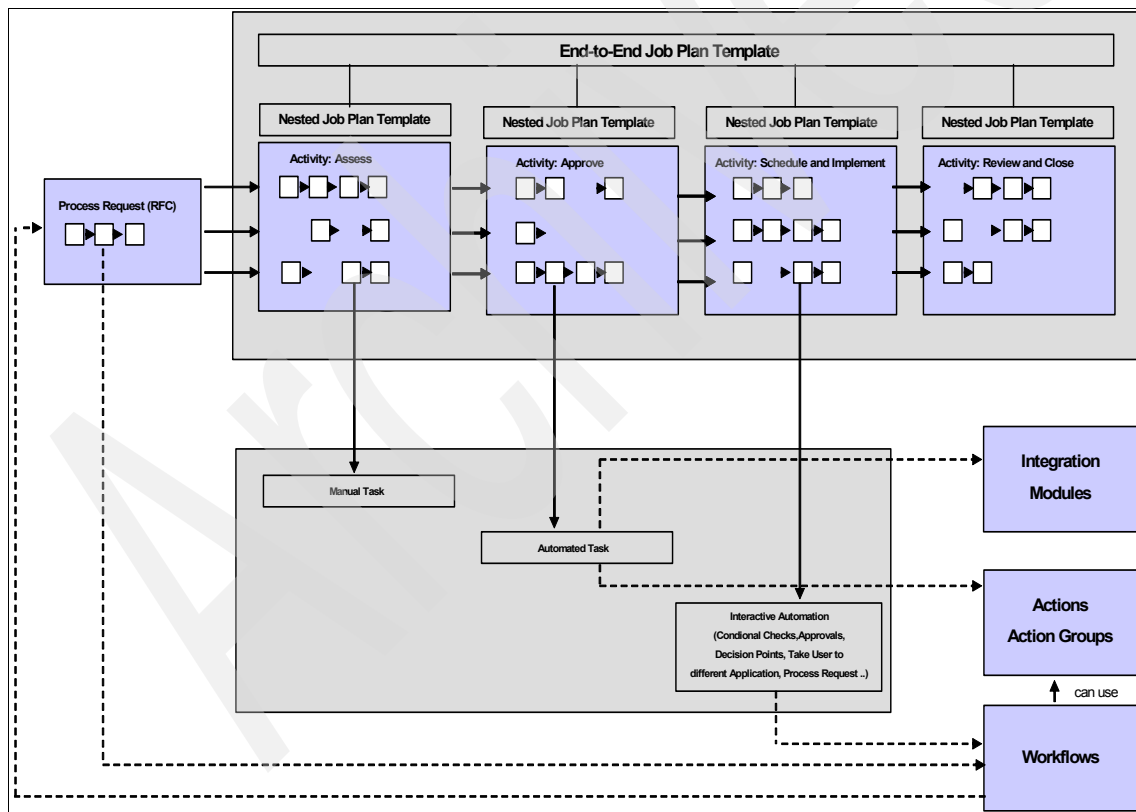 End-to-End Job Plan Template
Nested Job Plan Template
Nested Job Plan Template
Nested Job Plan Template
Nested Job Plan Template
Activity: Assess
Activity: Approve
Activity: Schedule and Implement
Activity: Review and Close
Process Request (RFC)
Manual Task
Automated Task
Interactive Automation
(Condional Checks,Approvals,
Decision Points, Take User to
different Application, Process Request ..)
Integration
Modules
Actions
Action Groups
can use
Workflows